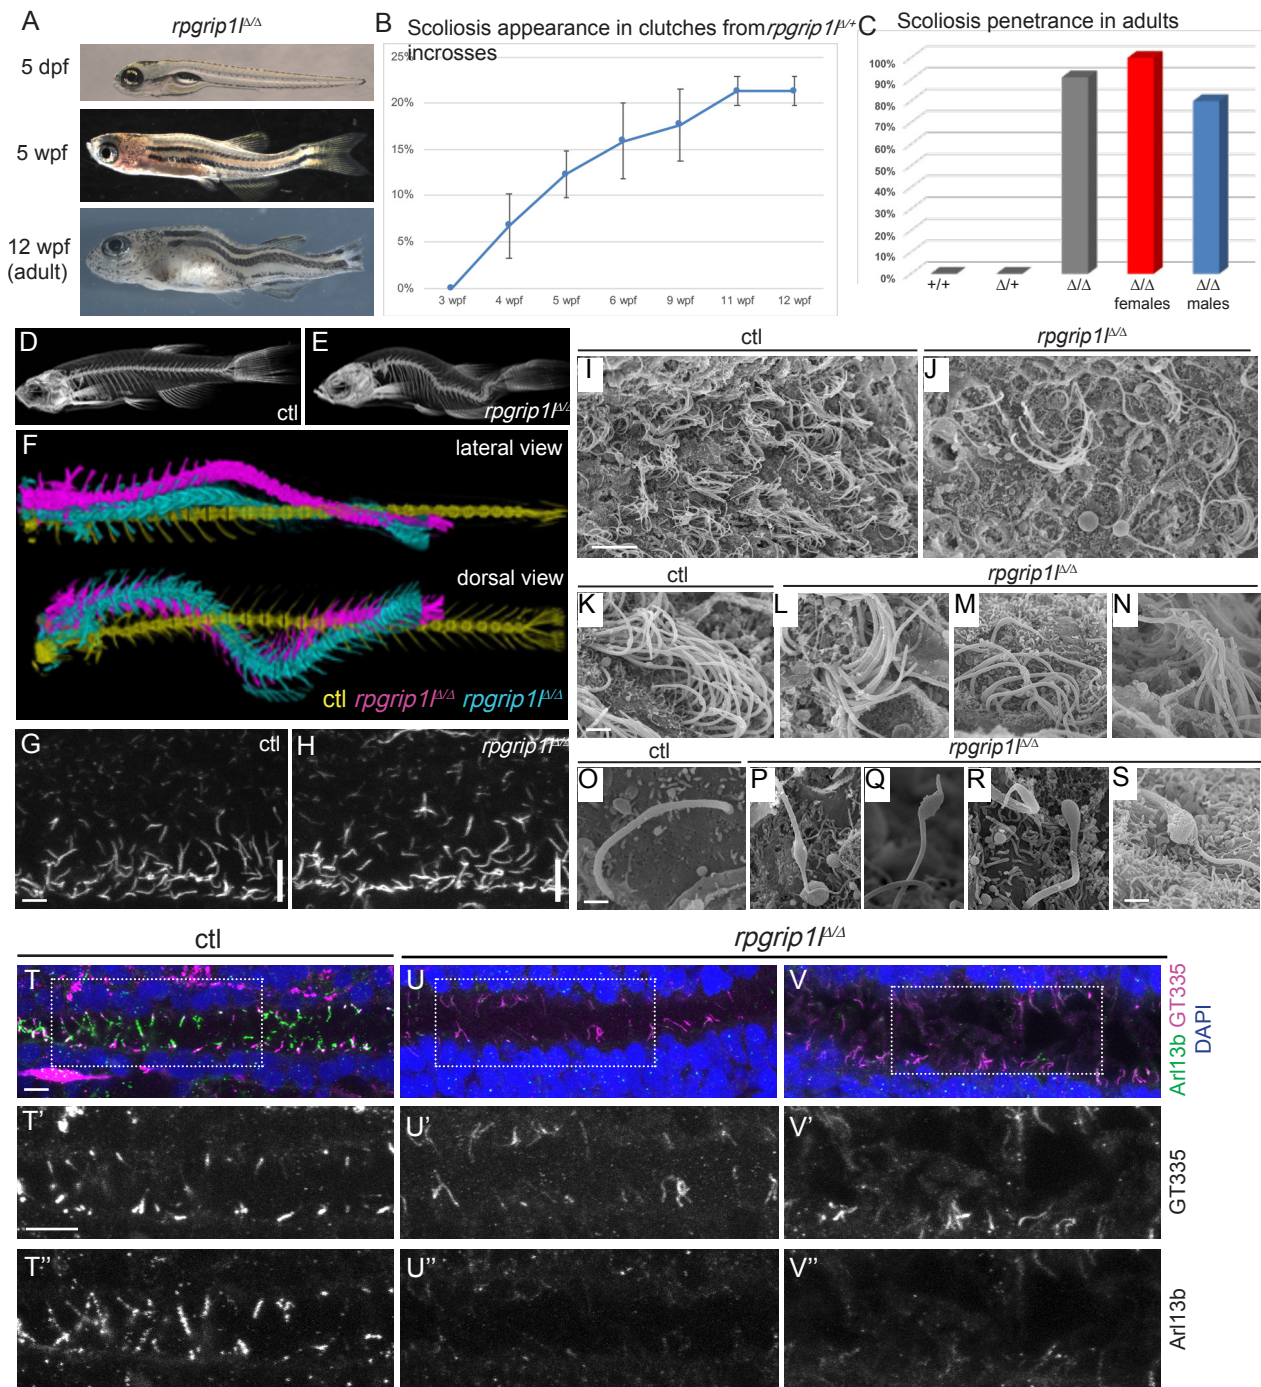 A
rpgrip1lΔ/Δ
5 dpf
5 wpf
12 wpf
(adult)
B Scoliosis appearance in clutches from rpgrip1lΔ/+
incrosses
25%
20%
15%
10%
5%
0%
3 wpf 4 wpf 5 wpf 6 wpf 9 wpf 11 wpf 12 wpf
C Scoliosis penetrance in adults
100%
90%
80%
70%
60%
50%
40%
30%
20%
10%
0%
+/+ Δ/+ Δ/Δ Δ/Δ Δ/Δ
females males
D
ctl
E
rpgrip1lΔ/Δ
F
lateral view
dorsal view
ctl rpgrip1lΔ/Δ rpgrip1lΔ/Δ
G
ctl
H
rpgrip1lΔ/Δ
ctl rpgrip1lΔ/Δ
I J
ctl rpgrip1lΔ/Δ
K L M N
ctl rpgrip1lΔ/Δ
O P Q R S
ctl rpgrip1lΔ/Δ
T U V
Arl13b GT335
DAPI
T' U' V'
GT335
T'' U'' V''
Arl13b